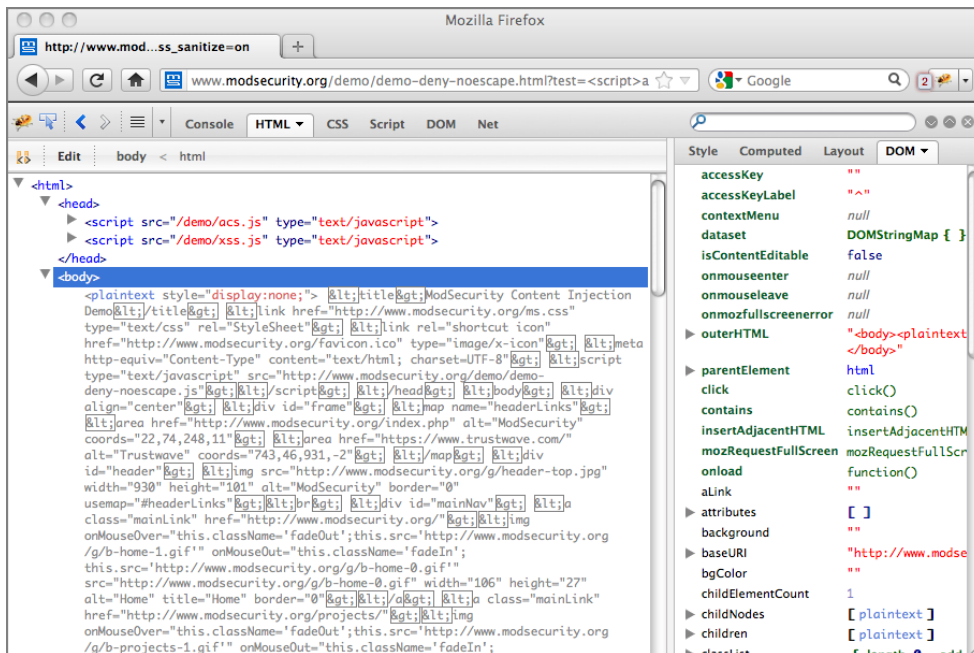 Mozilla Firefox
http://www.mod...ss_sanitize=on
www.modsecurity.org/demo/demo-deny-noescape.html?test=<script>a
Google
2
Console HTML CSS Script DOM Net
Edit body < html
Style Computed Layout DOM
<html>
<head>
<script src="/demo/acs.js" type="text/javascript">
<script src="/demo/xss.js" type="text/javascript">
</head>
<body>
<plaintext style="display:none;"> &lt;title&gt;ModSecurity Content Injection
Demo&lt;/title&gt; &lt;link href="http://www.modsecurity.org/ms.css"
type="text/css" rel="StyleSheet"&gt; &lt;link rel="shortcut icon"
href="http://www.modsecurity.org/favicon.ico" type="image/x-icon"&gt; &lt;meta
http-equiv="Content-Type" content="text/html; charset=UTF-8"&gt; &lt;script
type="text/javascript" src="http://www.modsecurity.org/demo/demo-
deny-noescape.js"&gt;&lt;/script&gt; &lt;/head&gt; &lt;body&gt; &lt;div
align="center"&gt; &lt;div id="frame"&gt; &lt;map name="headerLinks"&gt;
&lt;area href="http://www.modsecurity.org/index.php" alt="ModSecurity"
coords="22,74,248,11"&gt; &lt;area href="https://www.trustwave.com/"
alt="Trustwave" coords="743,46,931,-2"&gt; &lt;/map&gt; &lt;div
id="header"&gt; &lt;img src="http://www.modsecurity.org/g/header-top.jpg"
width="930" height="101" alt="ModSecurity" border="0"
usemap="#headerLinks"&gt;&lt;br&gt; &lt;div id="mainNav"&gt; &lt;a
class="mainLink" href="http://www.modsecurity.org/"&gt;&lt;img
onMouseOver="this.className='fadeOut';this.src='http://www.modsecurity.org
/g/b-home-1.gif'" onMouseOut="this.className='fadeIn';
this.src='http://www.modsecurity.org/g/b-home-0.gif'"
src="http://www.modsecurity.org/g/b-home-0.gif" width="106" height="27"
alt="Home" title="Home" border="0"&gt;&lt;/a&gt; &lt;a class="mainLink"
href="http://www.modsecurity.org/projects/"&gt;&lt;img
onMouseOver="this.className='fadeOut';this.src='http://www.modsecurity.org
/g/b-projects-1.gif'" onMouseOut="this.className='fadeIn';
accessKey ""
accessKeyLabel "^"
contextMenu null
dataset DOMStringMap { }
isContentEditable false
onmouseenter null
onmouseleave null
onmozfullscreenerror null
outerHTML "<body><plaintext
</body>"
parentElement html
click click()
contains contains()
insertAdjacentHTML insertAdjacentHTM
mozRequestFullScreen mozRequestFullScr
onload function()
aLink ""
attributes [ ]
background ""
baseURI "http://www.modse
bgColor ""
childElementCount 1
childNodes [ plaintext ]
children [ plaintext ]